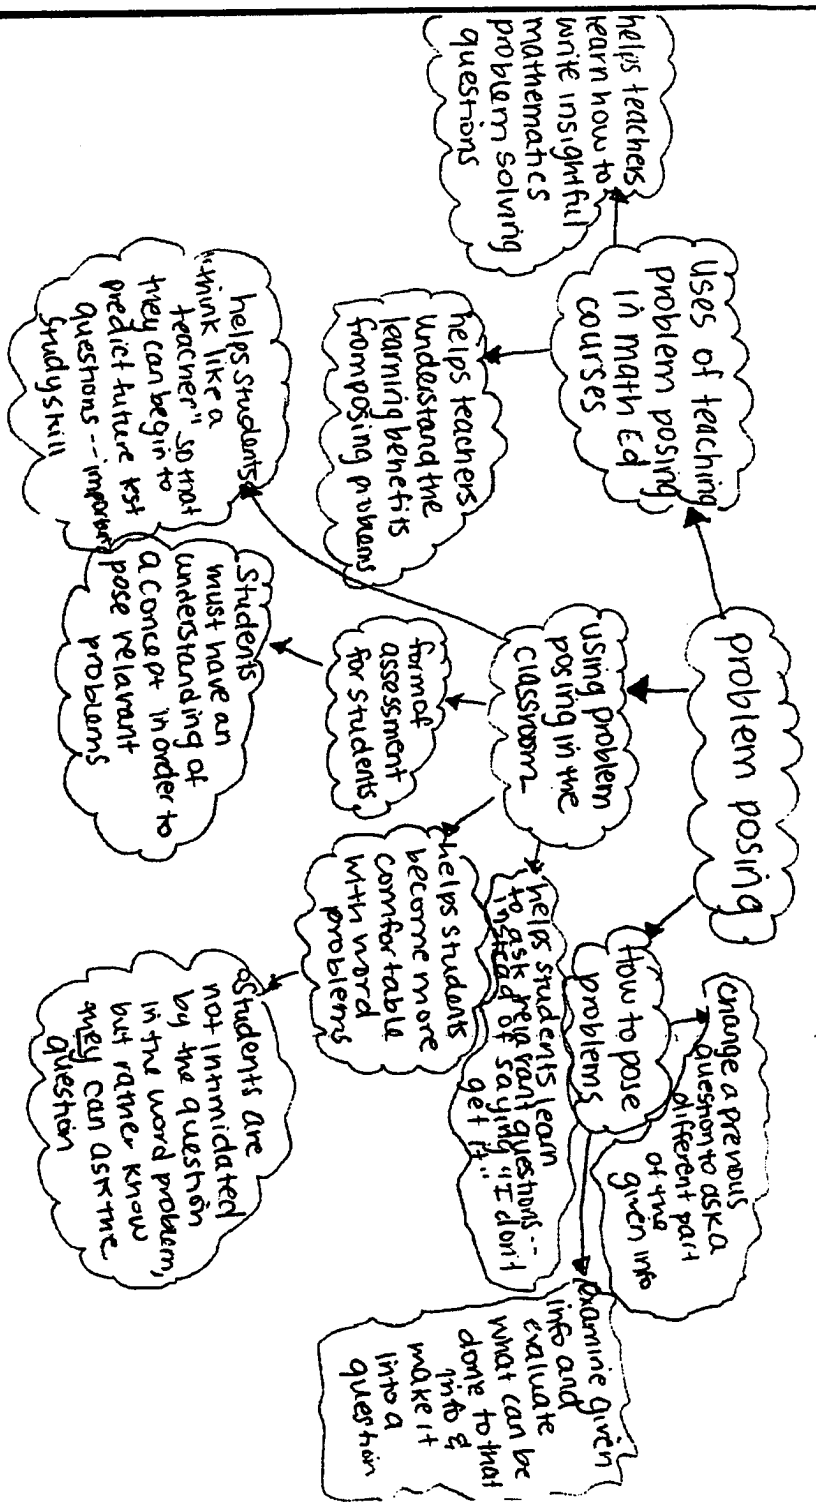 problem posing
uses of teaching
problem posing
in math Ed
courses
helps teachers
learn how to
write insightful
mathematics
problem solving
questions
helps teachers
understand the
learning benefits
from posing problems
using problem
posing in the
classroom
helps students
"think like a
teacher" so that
they can begin to
predict future test
questions -- important
study skill
form of
assessment
for students
Students
must have an
understanding of
a concept in order to
pose relavant
problems
helps students
become more
comfortable
with word
problems
Students are
not intimidated
by the question
in the word problem,
but rather know
they can ask the
question
helps students learn
to ask relavant questions --
instead of saying "I don't
get it"
How to pose
problems
change a previous
question to ask a
different part
of the
given info
examine given
info and
evaluate
what can be
done to that
info &
make it
into a
question